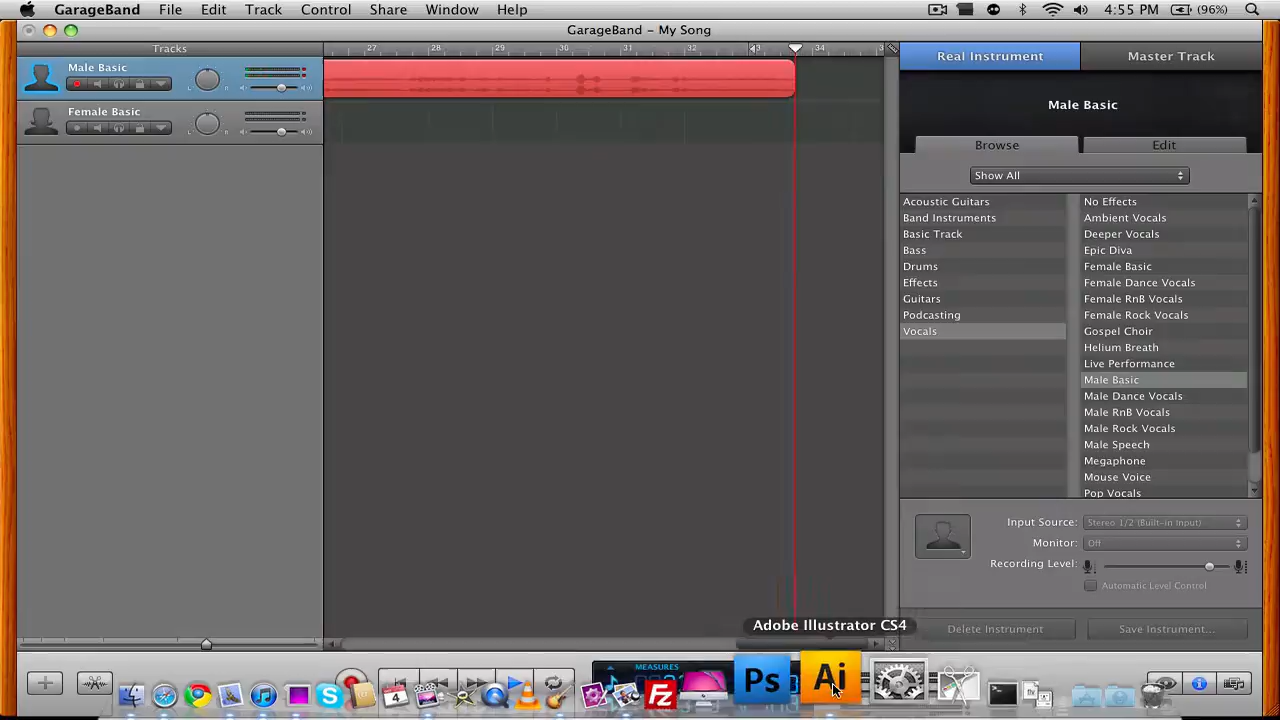 GarageBand File Edit Track Control Share Window Help 4:55 PM (96%)
GarageBand – My Song
Tracks
27 28 29 30 31 32 33 34
Real Instrument Master Track
Male Basic
L R
Female Basic
L R
Male Basic
Browse Edit
Show All
Acoustic Guitars
Band Instruments
Basic Track
Bass
Drums
Effects
Guitars
Podcasting
Vocals
No Effects
Ambient Vocals
Deeper Vocals
Epic Diva
Female Basic
Female Dance Vocals
Female RnB Vocals
Female Rock Vocals
Gospel Choir
Helium Breath
Live Performance
Male Basic
Male Dance Vocals
Male RnB Vocals
Male Rock Vocals
Male Speech
Megaphone
Mouse Voice
Pop Vocals
Input Source: Stereo 1/2 (Built-in Input)
Monitor: Off
Recording Level:
Automatic Level Control
Delete Instrument Save Instrument...
Adobe Illustrator CS4
MEASURES
4
FZ
Ps
Ai